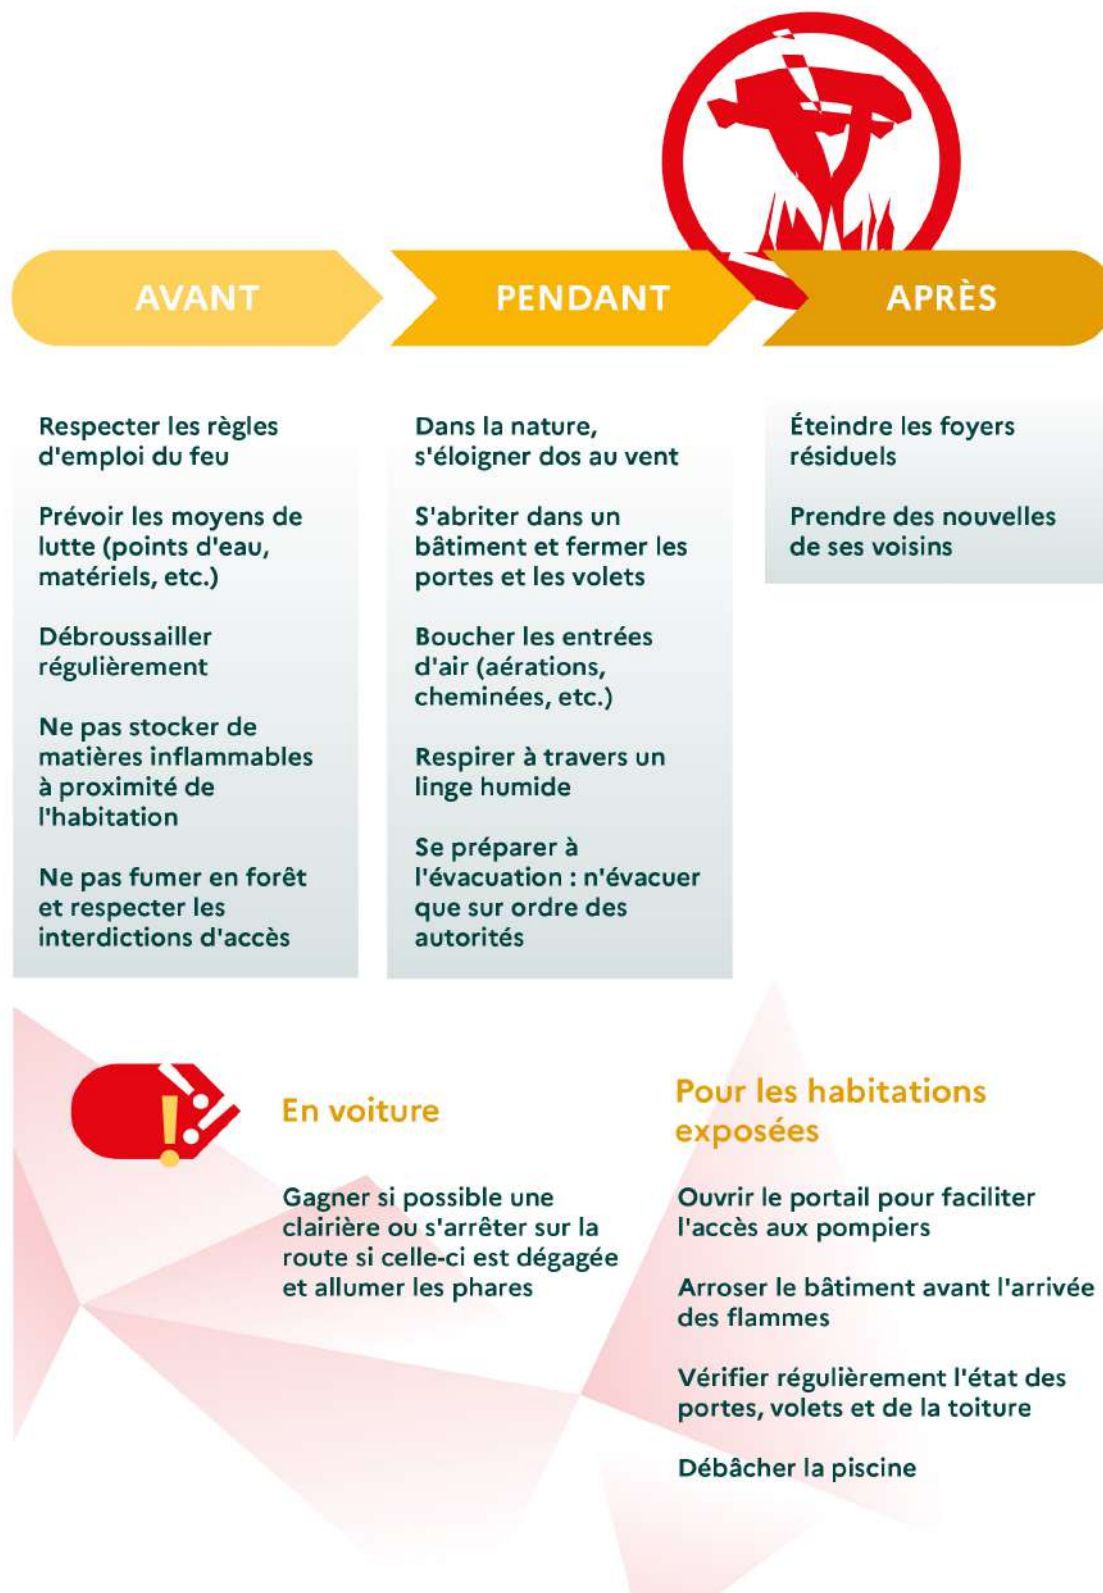 AVANT
PENDANT
APRÈS
Respecter les règles
d'emploi du feu
Prévoir les moyens de
lutte (points d'eau,
matériels, etc.)
Débroussailler
régulièrement
Ne pas stocker de
matières inflammables
à proximité de
l'habitation
Ne pas fumer en forêt
et respecter les
interdictions d'accès
Dans la nature,
s'éloigner dos au vent
S'abriter dans un
bâtiment et fermer les
portes et les volets
Boucher les entrées
d'air (aérations,
cheminées, etc.)
Respirer à travers un
linge humide
Se préparer à
l'évacuation : n'évacuer
que sur ordre des
autorités
Éteindre les foyers
résiduels
Prendre des nouvelles
de ses voisins
En voiture
Gagner si possible une
clairière ou s'arrêter sur la
route si celle-ci est dégagée
et allumer les phares
Pour les habitations
exposées
Ouvrir le portail pour faciliter
l'accès aux pompiers
Arroser le bâtiment avant l'arrivée
des flammes
Vérifier régulièrement l'état des
portes, volets et de la toiture
Débâcher la piscine